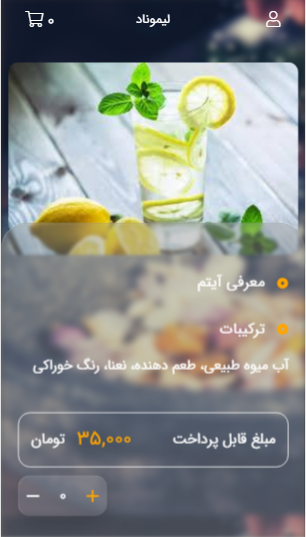 لیموناد ۰
معرفی آیتم
ترکیبات
آب میوه طبیعی، طعم دهنده، نعنا، رنگ خوراکی
مبلغ قابل پرداخت ۳۵,۰۰۰ تومان
+ ۰ −